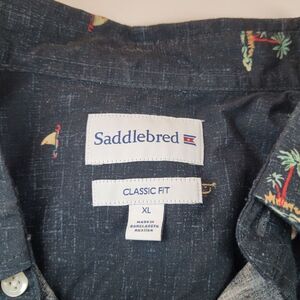 Saddlebred
CLASSIC FIT
XL
MADE IN
BANGLADESH